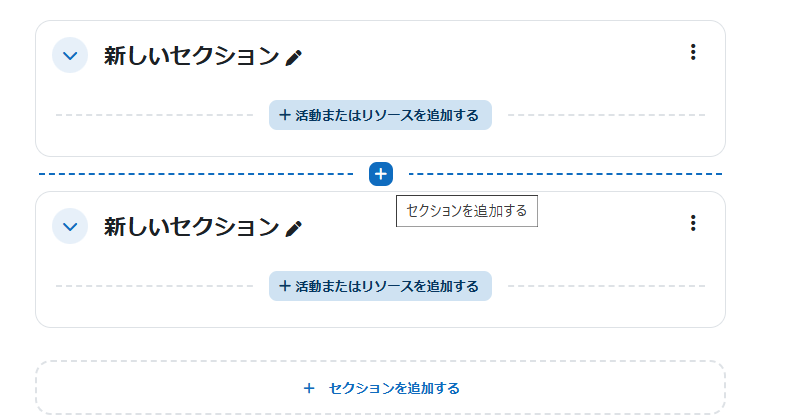 新しいセクション
+ 活動またはリソースを追加する
+
セクションを追加する
新しいセクション
+ 活動またはリソースを追加する
+ セクションを追加する